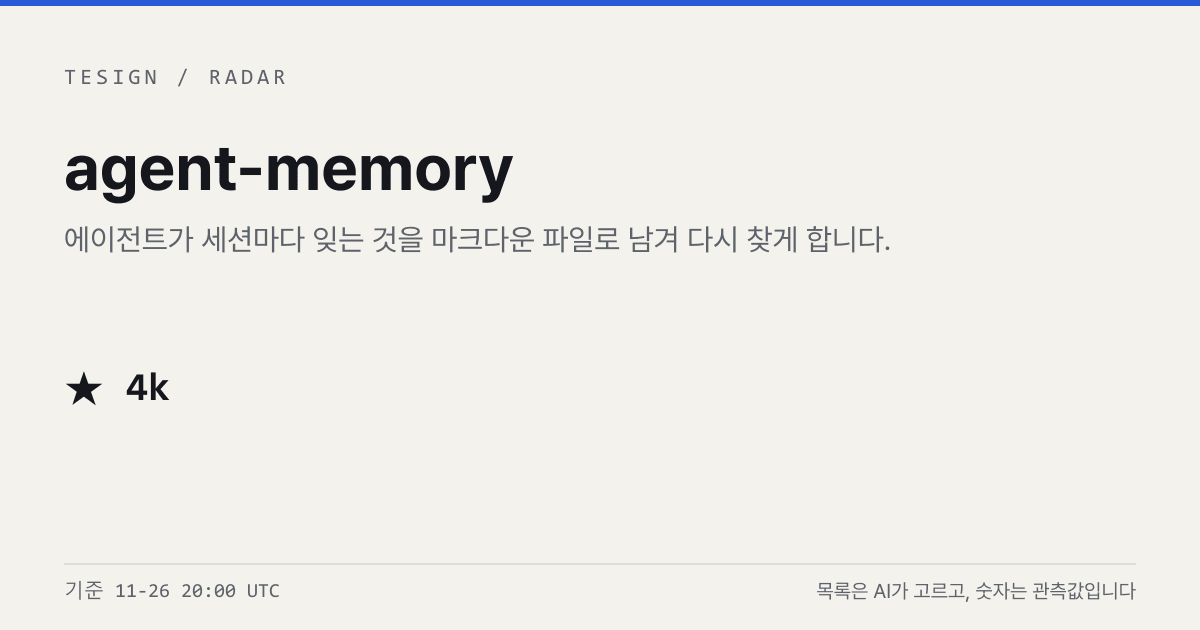 TESIGN / RADAR
agent-memory
에이전트가 세션마다 잊는 것을 마크다운 파일로 남겨 다시 찾게 합니다.
★ 4k
기준 11-26 20:00 UTC
목록은 AI가 고르고, 숫자는 관측값입니다